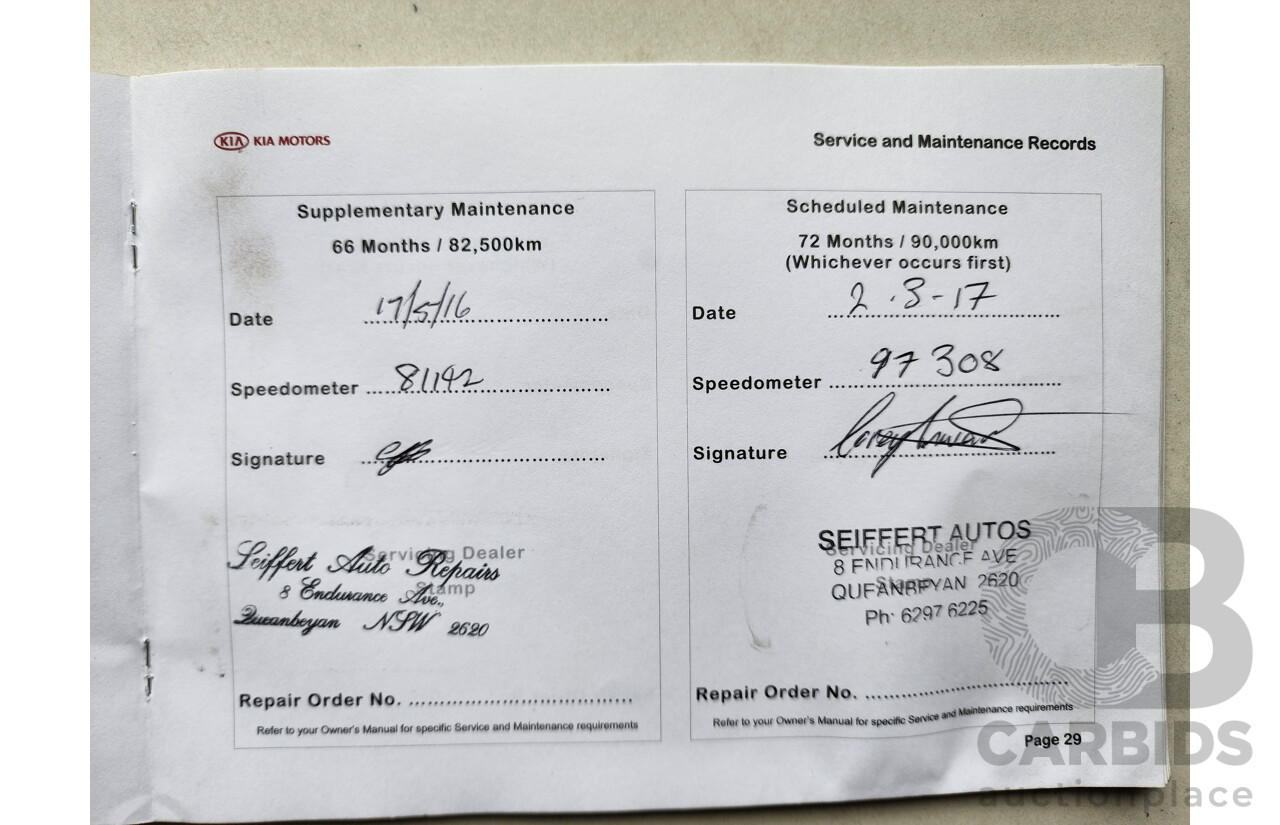 KIA KIA MOTORS
Service and Maintenance Records
Supplementary Maintenance
66 Months / 82,500km
Date 17/5/16
Speedometer 81192
Signature
Servicing Dealer
Stamp
Seiffert Auto Repairs
8 Endurance Ave.,
Queanbeyan NSW 2620
Repair Order No.
Refer to your Owner's Manual for specific Service and Maintenance requirements
Scheduled Maintenance
72 Months / 90,000km
(Whichever occurs first)
Date 2.3-17
Speedometer 97308
Signature
Servicing Dealer
Stamp
SEIFFERT AUTOS
8 ENDURANCE AVE
QUEANBEYAN 2620
Ph: 6297 6225
Repair Order No.
Refer to your Owner's Manual for specific Service and Maintenance requirements
Page 29
CB
CARBIDS
auctionplace